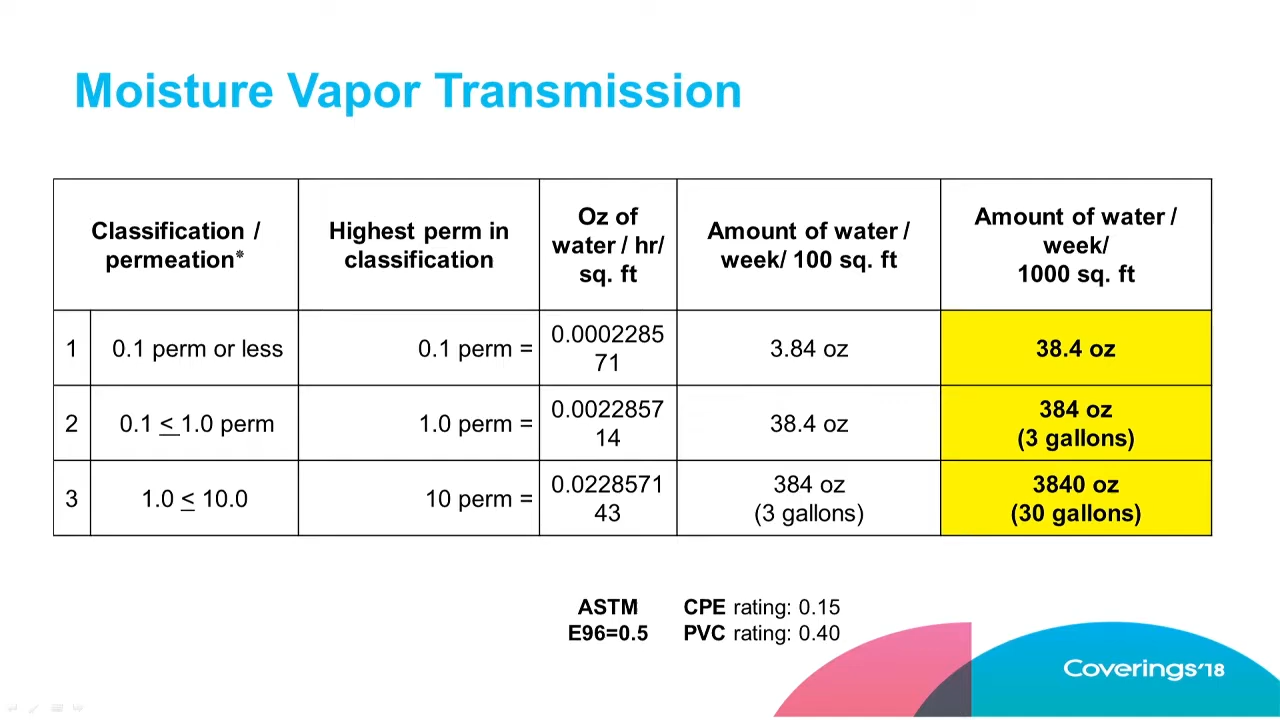 Moisture Vapor Transmission
Classification /
permeation*
Highest perm in
classification
Oz of
water / hr/
sq. ft
Amount of water /
week/ 100 sq. ft
Amount of water /
week/
1000 sq. ft
1
0.1 perm or less
0.1 perm =
0.0002285
71
3.84 oz
38.4 oz
2
0.1 < 1.0 perm
1.0 perm =
0.0022857
14
38.4 oz
384 oz
(3 gallons)
3
1.0 < 10.0
10 perm =
0.0228571
43
384 oz
(3 gallons)
3840 oz
(30 gallons)
ASTM
E96=0.5
CPE rating: 0.15
PVC rating: 0.40
Coverings'18